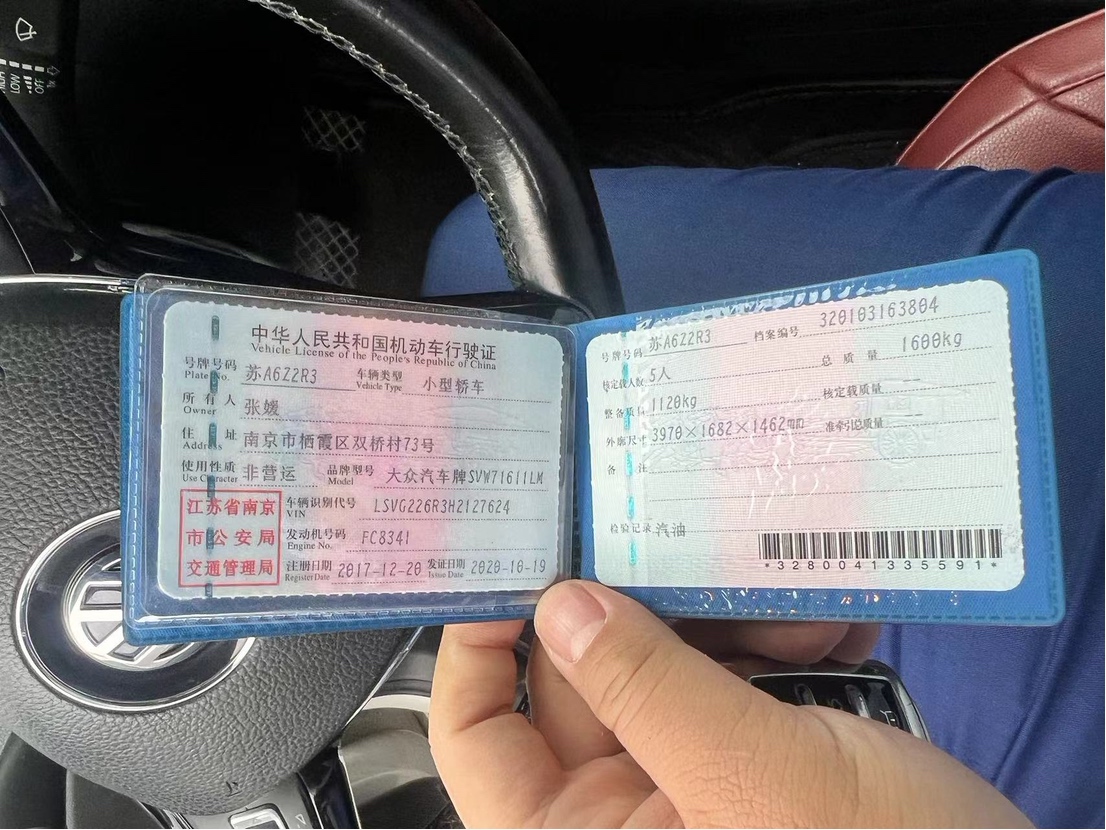 OFF
LOW
中华人民共和国机动车行驶证
Vehicle License of the People's Republic of China
号牌号码 苏A6Z2R3 车辆类型 小型轿车
Plate No. Vehicle Type
所有人 张媛
Owner
住址 南京市栖霞区双桥村73号
Address
使用性质 非营运 品牌型号 大众汽车牌SVW71611LM
Use Character Model
江苏省南京
市公安局
交通管理局
车辆识别代号 LSVG226R3H2127624
VIN
发动机号码 FC8341
Engine No.
注册日期 2017-12-20 发证日期 2020-10-19
Register Date Issue Date
号牌号码 苏A6Z2R3 档案编号 320103163804
核定载人数 5人 总质量 1600kg
整备质量 1120kg 核定载质量 --
外廓尺寸 3970×1682×1462mm 准牵引总质量 --
备注
检验记录 汽油
*3280041335591*